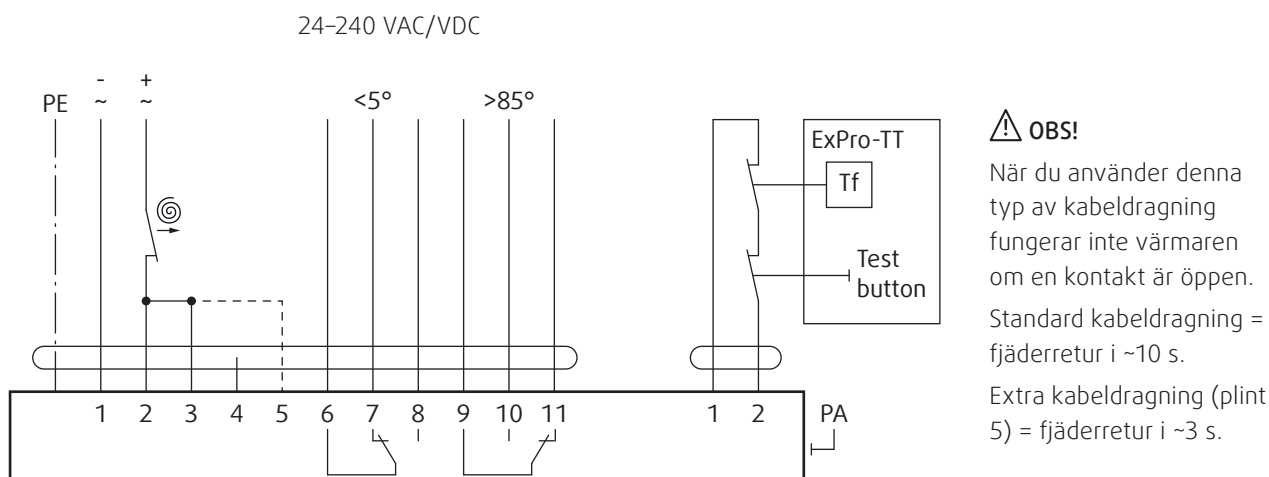 24–240 VAC/VDC
- +
PE ~ ~ <5° >85°
ExPro-TT
Tf
Test
button
1 2 3 4 5 6 7 8 9 10 11 1 2 PA
OBS!
När du använder denna
typ av kabeldragning
fungerar inte värmaren
om en kontakt är öppen.
Standard kabeldragning =
fjäderretur i ~10 s.
Extra kabeldragning (plint
5) = fjäderretur i ~3 s.